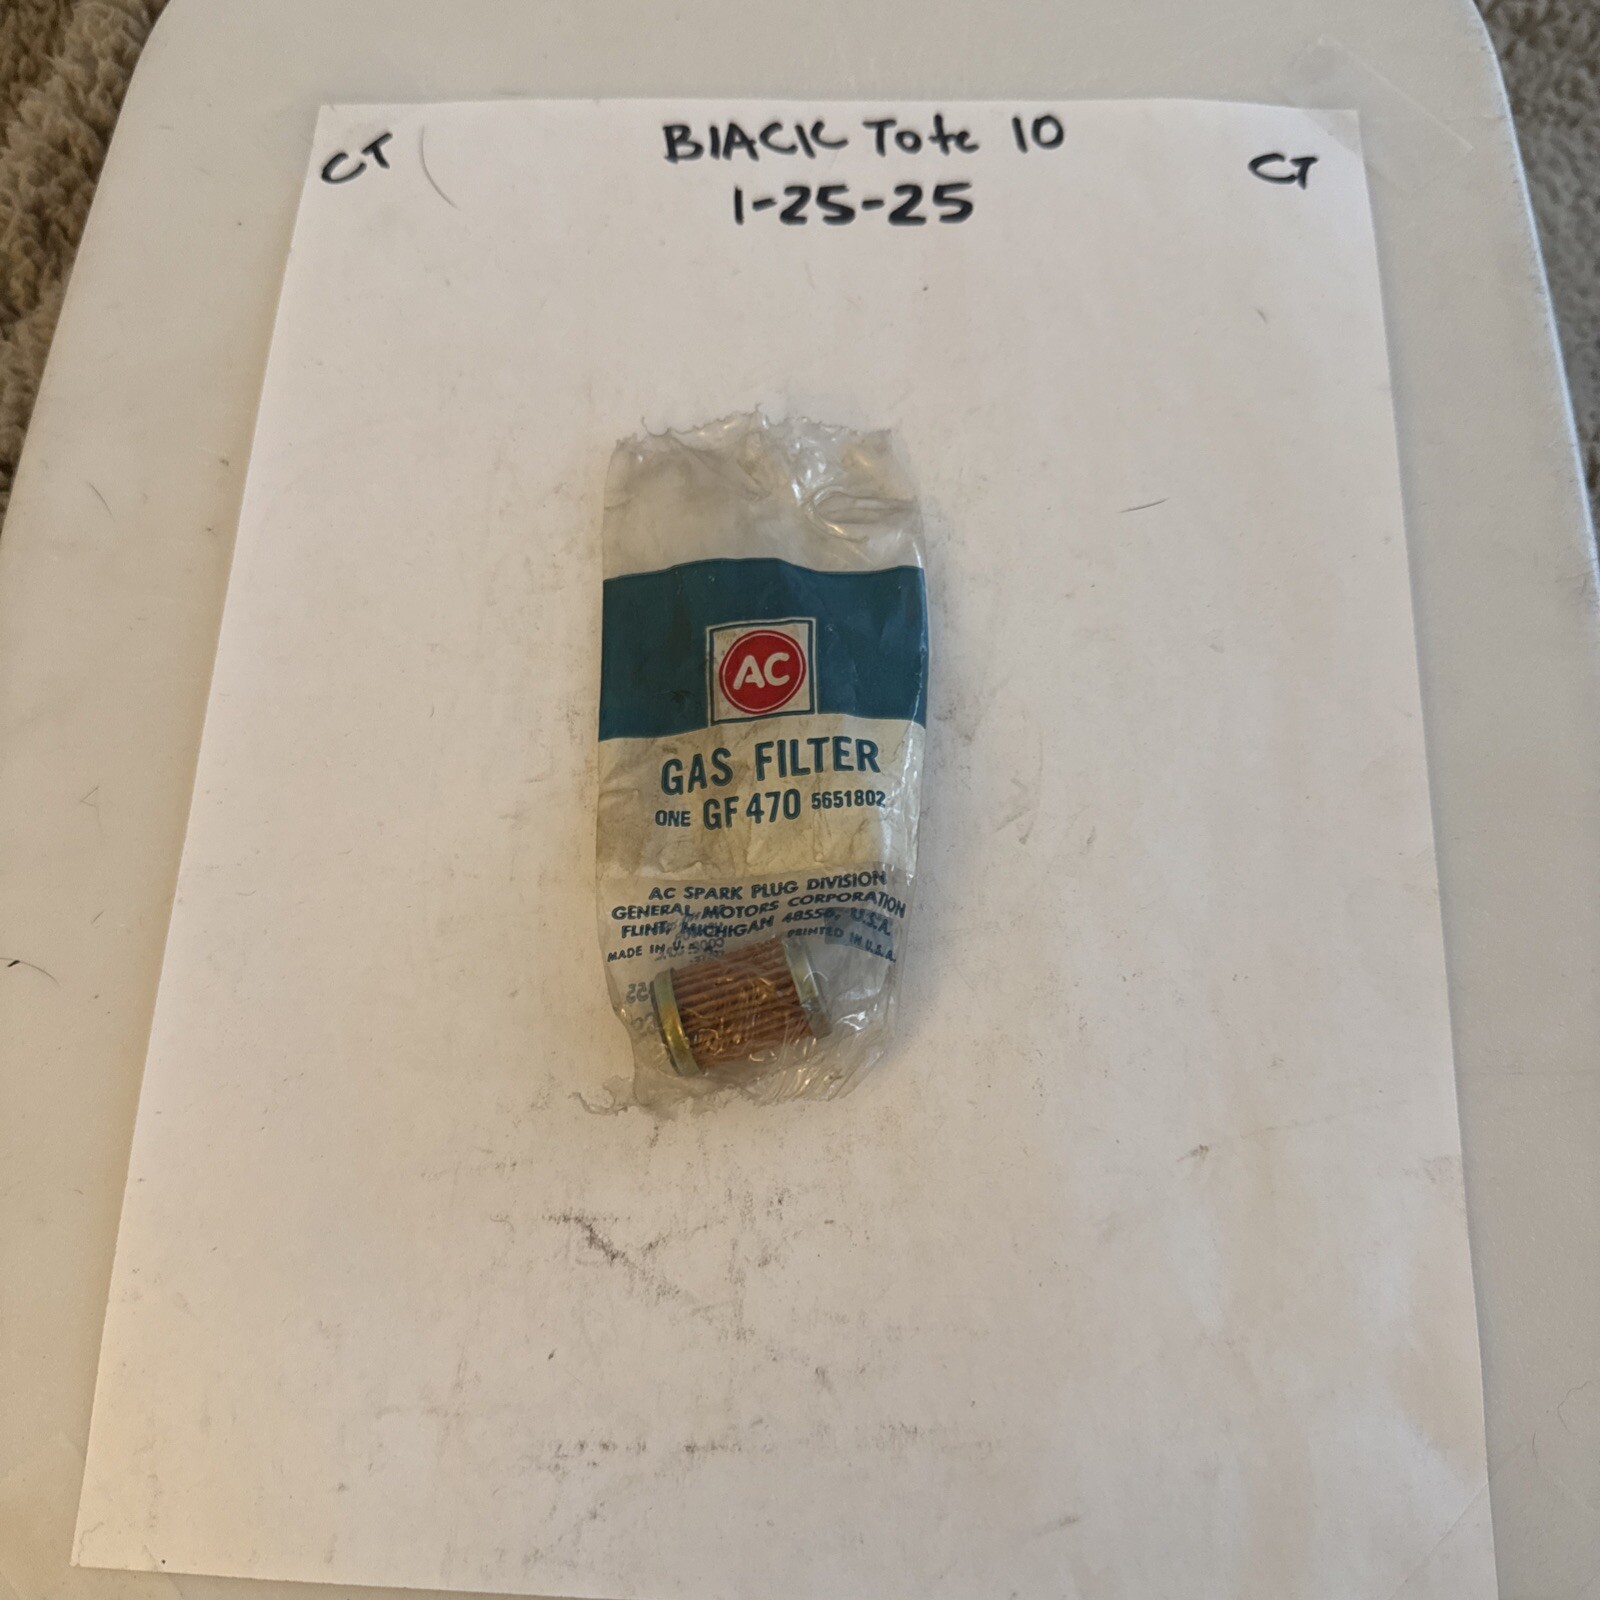 CT BlACK Tote 10 CT
1-25-25
AC
GAS FILTER
ONE GF 470 5651802
AC SPARK PLUG DIVISION
GENERAL MOTORS CORPORATION
FLINT, MICHIGAN 48556, U.S.A.
MADE IN U.S.A. PRINTED IN U.S.A.